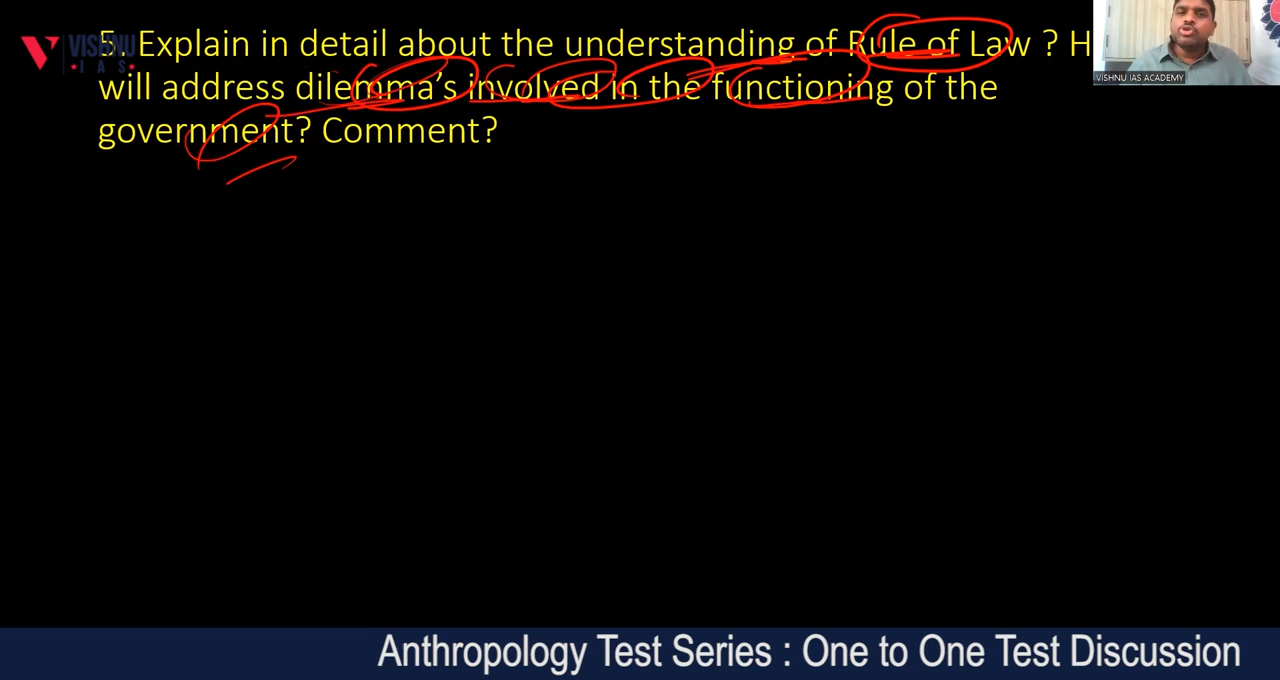 5. Explain in detail about the understanding of Rule of Law ? H
will address dilemma's involved in the functioning of the
government? Comment?
VISHNU
IAS
VISHNU IAS ACADEMY
Anthropology Test Series : One to One Test Discussion